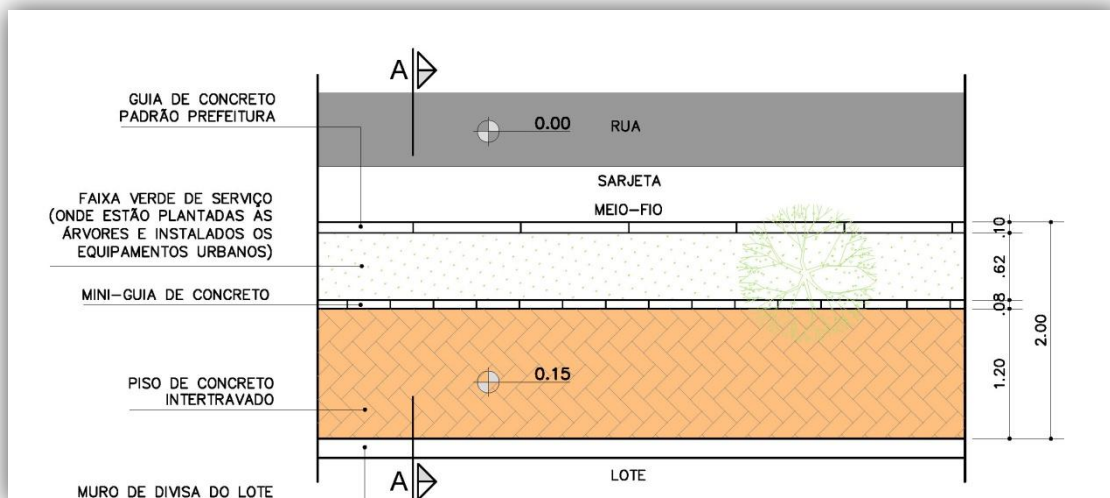 A
GUIA DE CONCRETO
PADRÃO PREFEITURA
0.00
RUA
SARJETA
MEIO-FIO
FAIXA VERDE DE SERVIÇO
(ONDE ESTÃO PLANTADAS AS
ÁRVORES E INSTALADOS OS
EQUIPAMENTOS URBANOS)
.10
.62
MINI-GUIA DE CONCRETO
.08
2.00
1.20
0.15
PISO DE CONCRETO
INTERTRAVADO
A
LOTE
MURO DE DIVISA DO LOTE